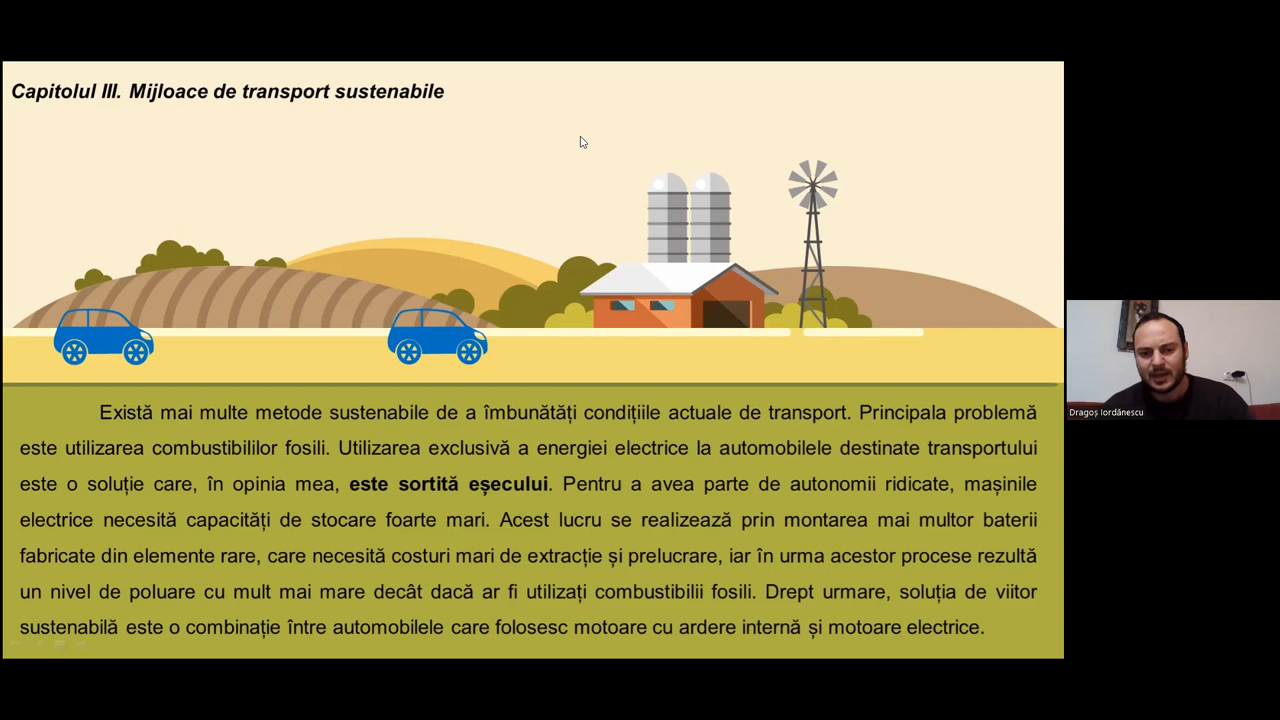 Capitolul III. Mijloace de transport sustenabile
Există mai multe metode sustenabile de a îmbunătăți condițiile actuale de transport. Principala problemă
este utilizarea combustibililor fosili. Utilizarea exclusivă a energiei electrice la automobilele destinate transportului
este o soluție care, în opinia mea, este sortită eșecului. Pentru a avea parte de autonomii ridicate, mașinile
electrice necesită capacități de stocare foarte mari. Acest lucru se realizează prin montarea mai multor baterii
fabricate din elemente rare, care necesită costuri mari de extracție și prelucrare, iar în urma acestor procese rezultă
un nivel de poluare cu mult mai mare decât dacă ar fi utilizați combustibilii fosili. Drept urmare, soluția de viitor
sustenabilă este o combinație între automobilele care folosesc motoare cu ardere internă și motoare electrice.
Dragoș Iordănescu